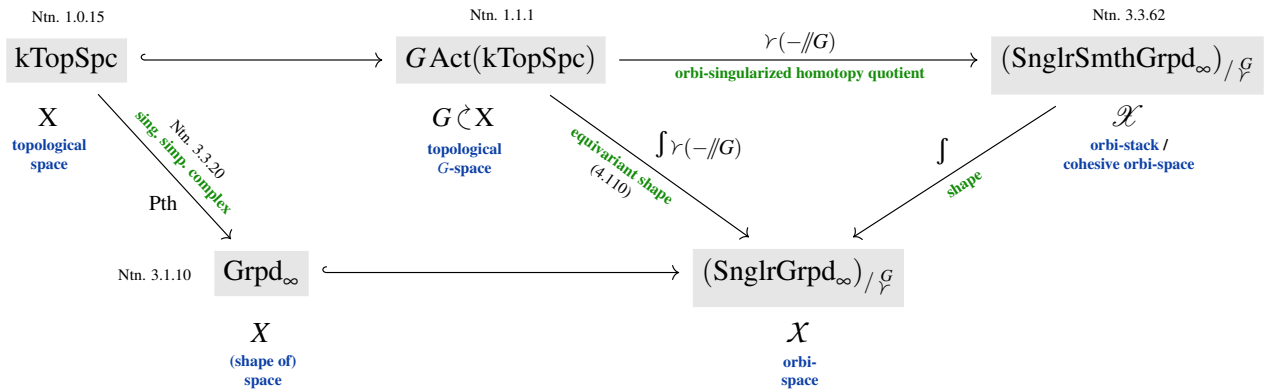 Ntn. 1.0.15
Ntn. 1.1.1
Ntn. 3.3.62
kTopSpc
G Act(kTopSpc)
ʏ(−//G)
orbi-singularized homotopy quotient
(SnglrSmthGrpd∞)/ʏG
X
topological
space
Ntn. 3.3.20
sing. simp. complex
Pth
G ⟳ X
topological
G-space
∫ʏ(−//G)
equivariant shape
(4.110)
∫
shape
𝒳
orbi-stack /
cohesive orbi-space
Ntn. 3.1.10
Grpd∞
(SnglrGrpd∞)/ʏG
X
(shape of)
space
𝒳
orbi-
space